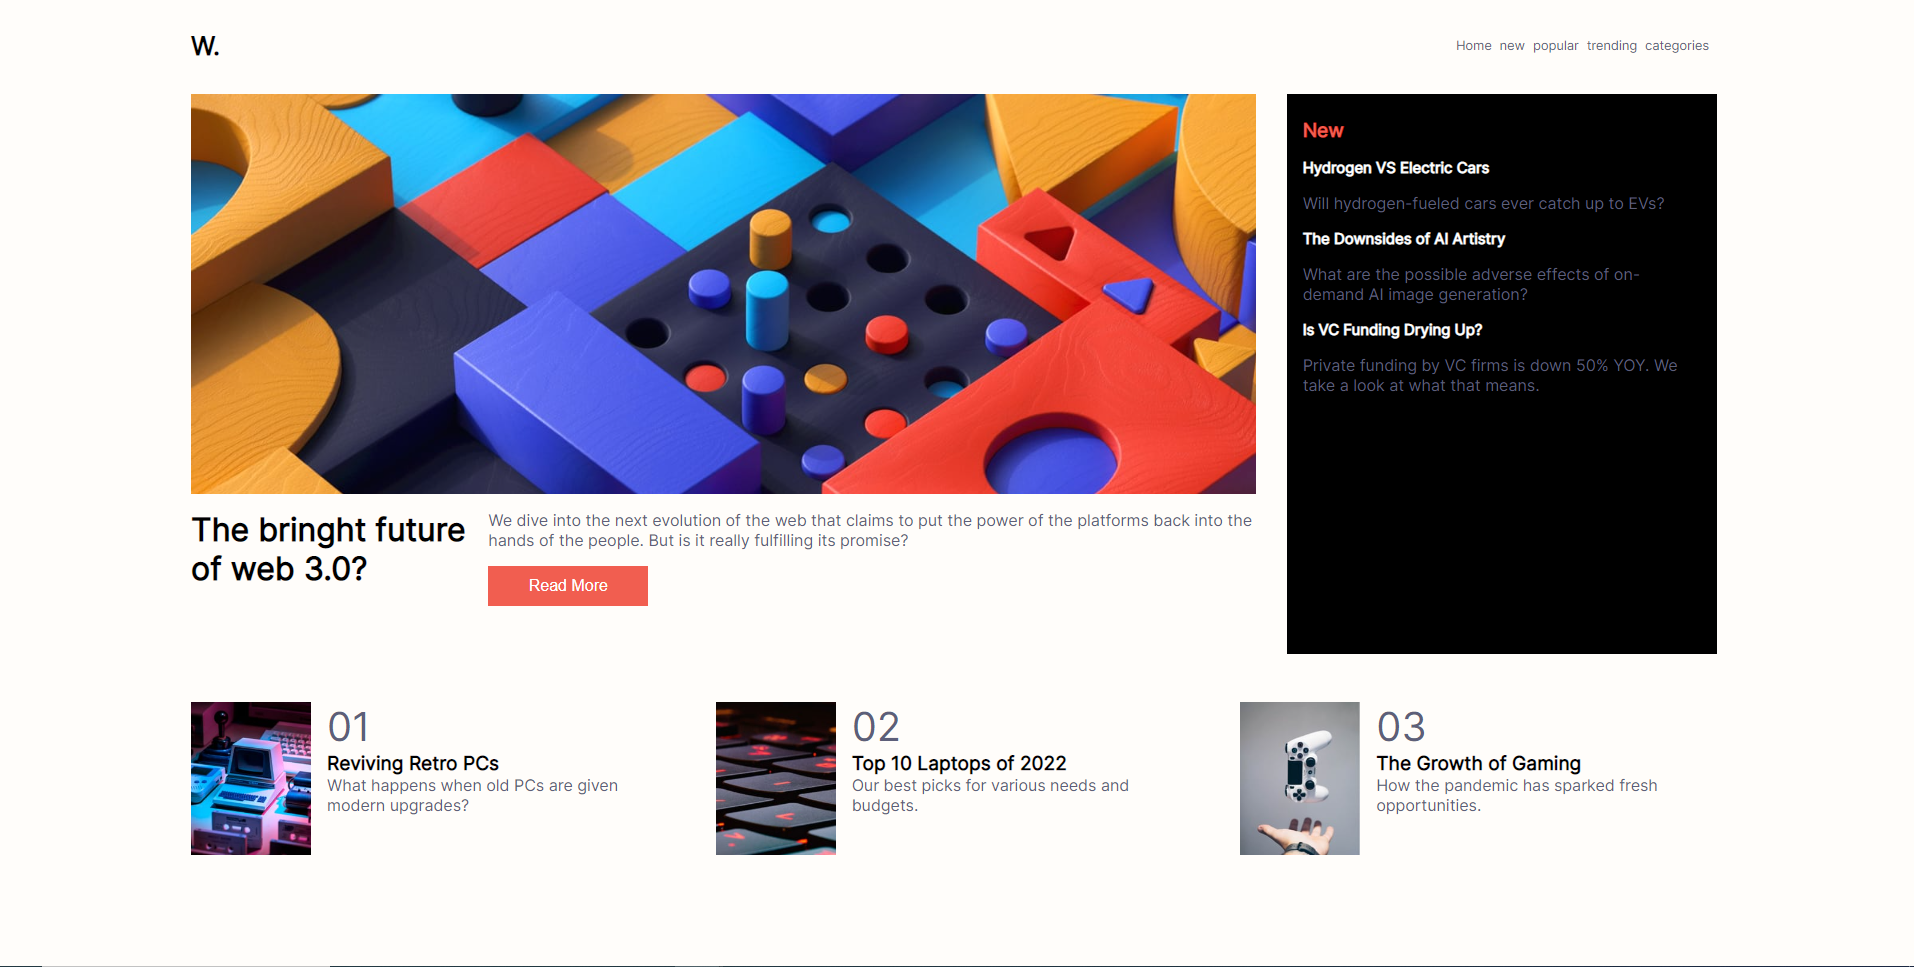 W.
Home new popular trending categories
New
Hydrogen VS Electric Cars
Will hydrogen-fueled cars ever catch up to EVs?
The Downsides of AI Artistry
What are the possible adverse effects of on-
demand AI image generation?
Is VC Funding Drying Up?
Private funding by VC firms is down 50% YOY. We
take a look at what that means.
The bringht future
of web 3.0?
We dive into the next evolution of the web that claims to put the power of the platforms back into the
hands of the people. But is it really fulfilling its promise?
Read More
01
Reviving Retro PCs
What happens when old PCs are given
modern upgrades?
02
Top 10 Laptops of 2022
Our best picks for various needs and
budgets.
03
The Growth of Gaming
How the pandemic has sparked fresh
opportunities.